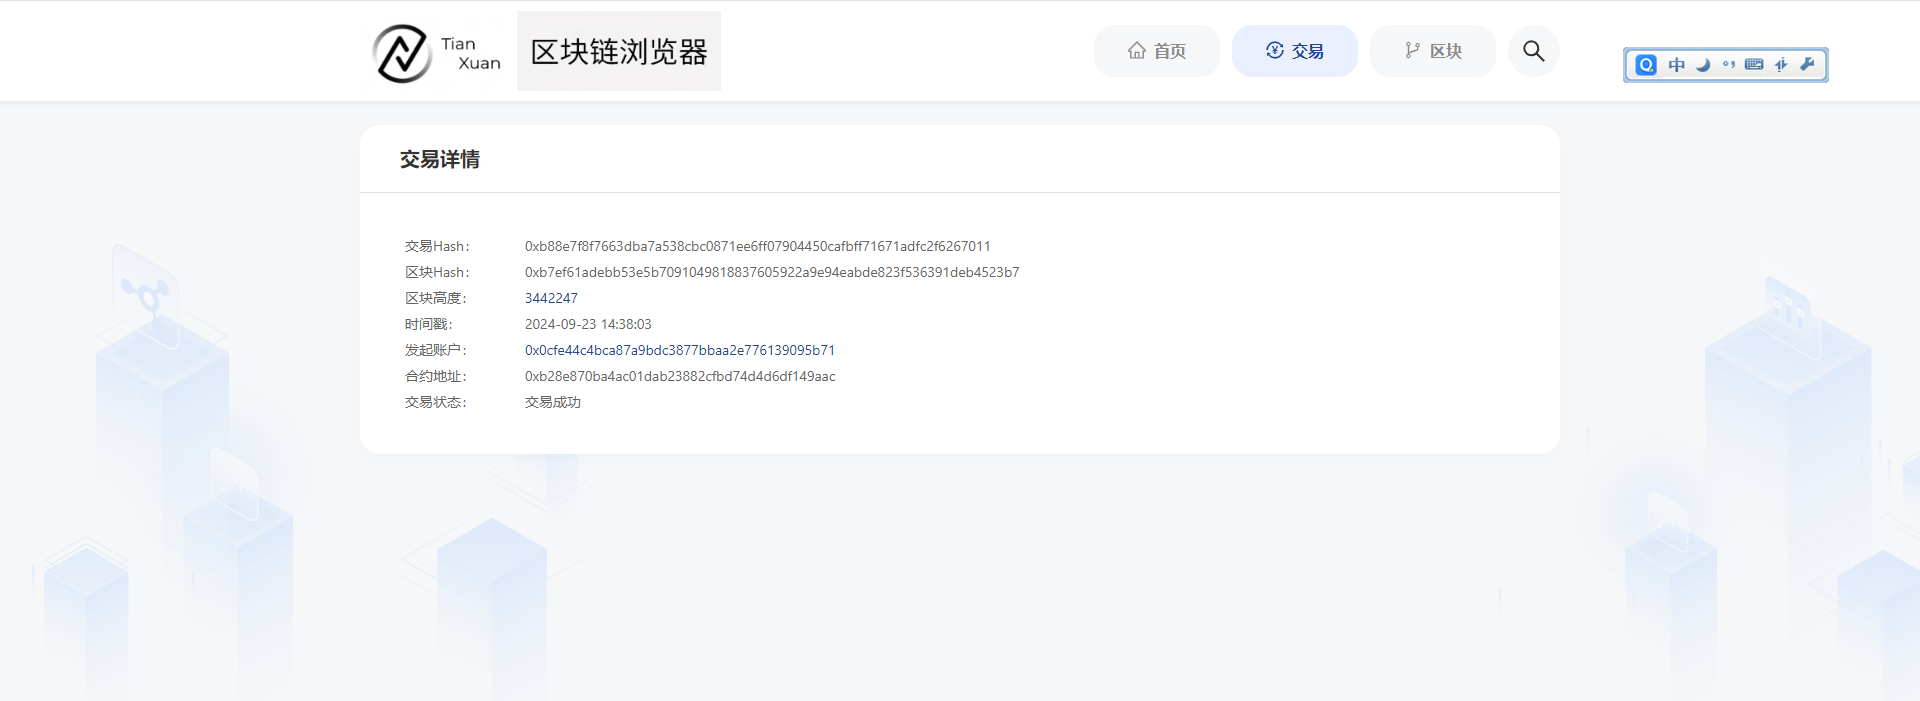 Tian
Xuan
区块链浏览器
首页
交易
区块
中
交易详情
交易Hash: 0xb88e7f8f7663dba7a538cbc0871ee6ff07904450cafbff71671adfc2f6267011
区块Hash: 0xb7ef61adebb53e5b7091049818837605922a9e94eabde823f536391deb4523b7
区块高度: 3442247
时间戳: 2024-09-23 14:38:03
发起账户: 0x0cfe44c4bca87a9bdc3877bbaa2e776139095b71
合约地址: 0xb28e870ba4ac01dab23882cfbd74d4d6df149aac
交易状态: 交易成功